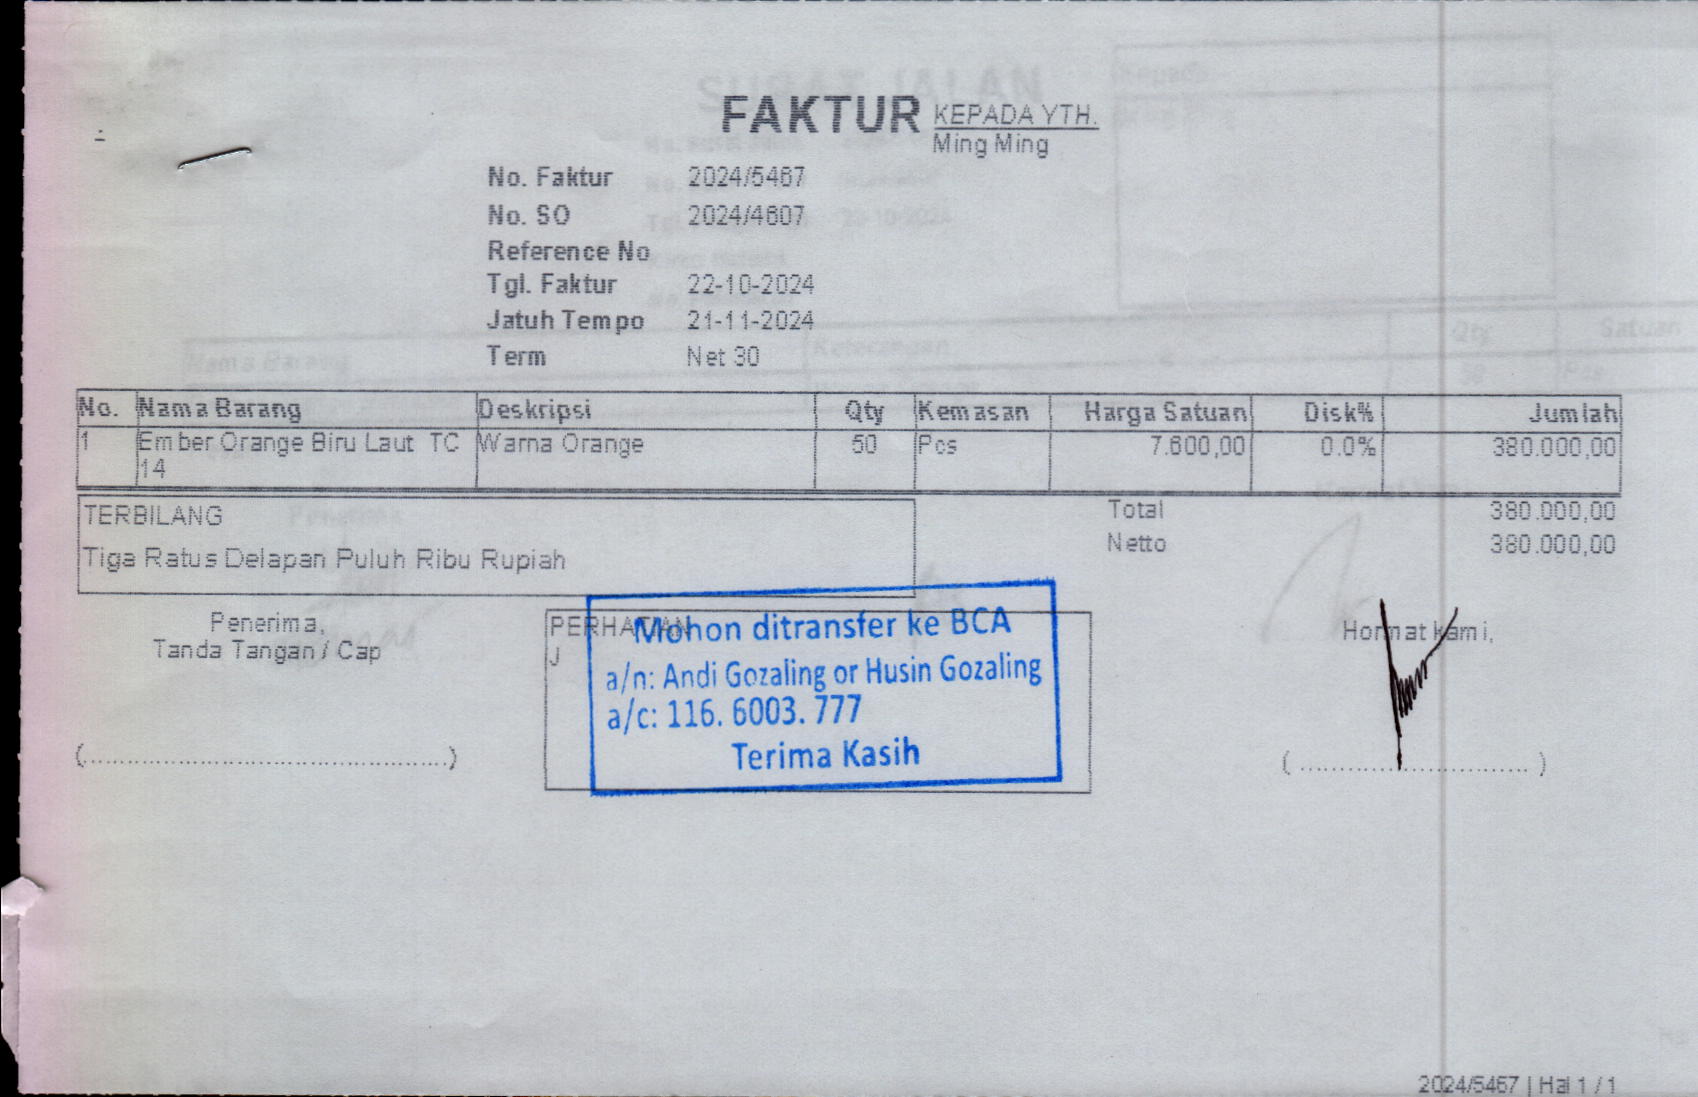 FAKTUR
KEPADA YTH.
Ming Ming
No. Faktur 2024/5467
No. SO 2024/4607
Reference No
Tgl. Faktur 22-10-2024
Jatuh Tempo 21-11-2024
Term Net 30
No. Nama Barang Deskripsi Qty Kemasan Harga Satuan Disk% Jumlah
1 Ember Orange Biru Laut TC Warna Orange 50 Pcs 7.600,00 0.0% 380.000,00
14
TERBILANG
Tiga Ratus Delapan Puluh Ribu Rupiah
Total 380.000,00
Netto 380.000,00
Penerima,
Tanda Tangan / Cap
PERHATIAN
J
Mohon ditransfer ke BCA
a/n: Andi Gozaling or Husin Gozaling
a/c: 116. 6003. 777
Terima Kasih
Hormat kami,
2024/5467 | Hal 1 / 1